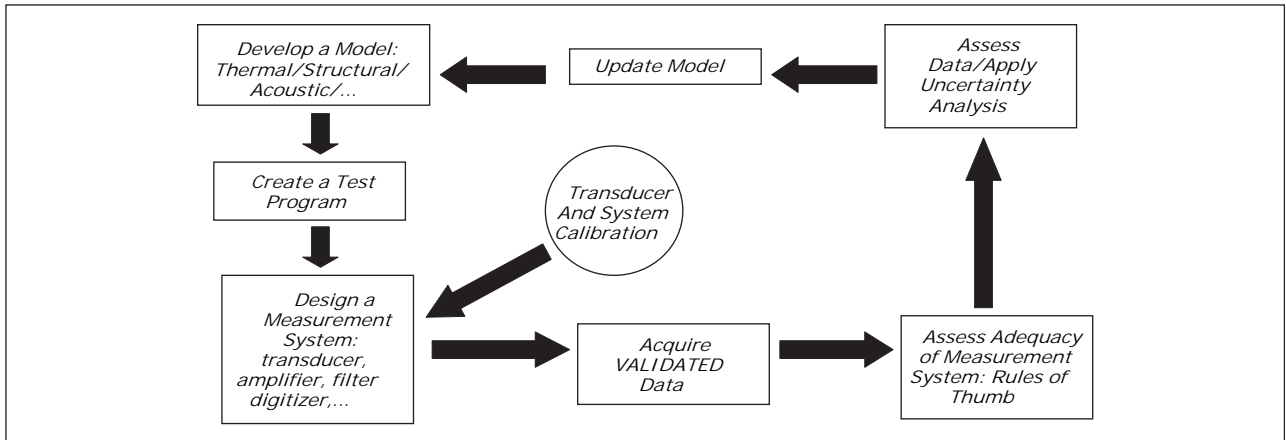 Develop a Model:
Thermal/Structural/
Acoustic/...
Update Model
Assess
Data/Apply
Uncertainty
Analysis
Create a Test
Program
Transducer
And System
Calibration
Design a
Measurement
System:
transducer,
amplifier, filter
digitizer,...
Acquire
VALIDATED
Data
Assess Adequacy
of Measurement
System: Rules of
Thumb